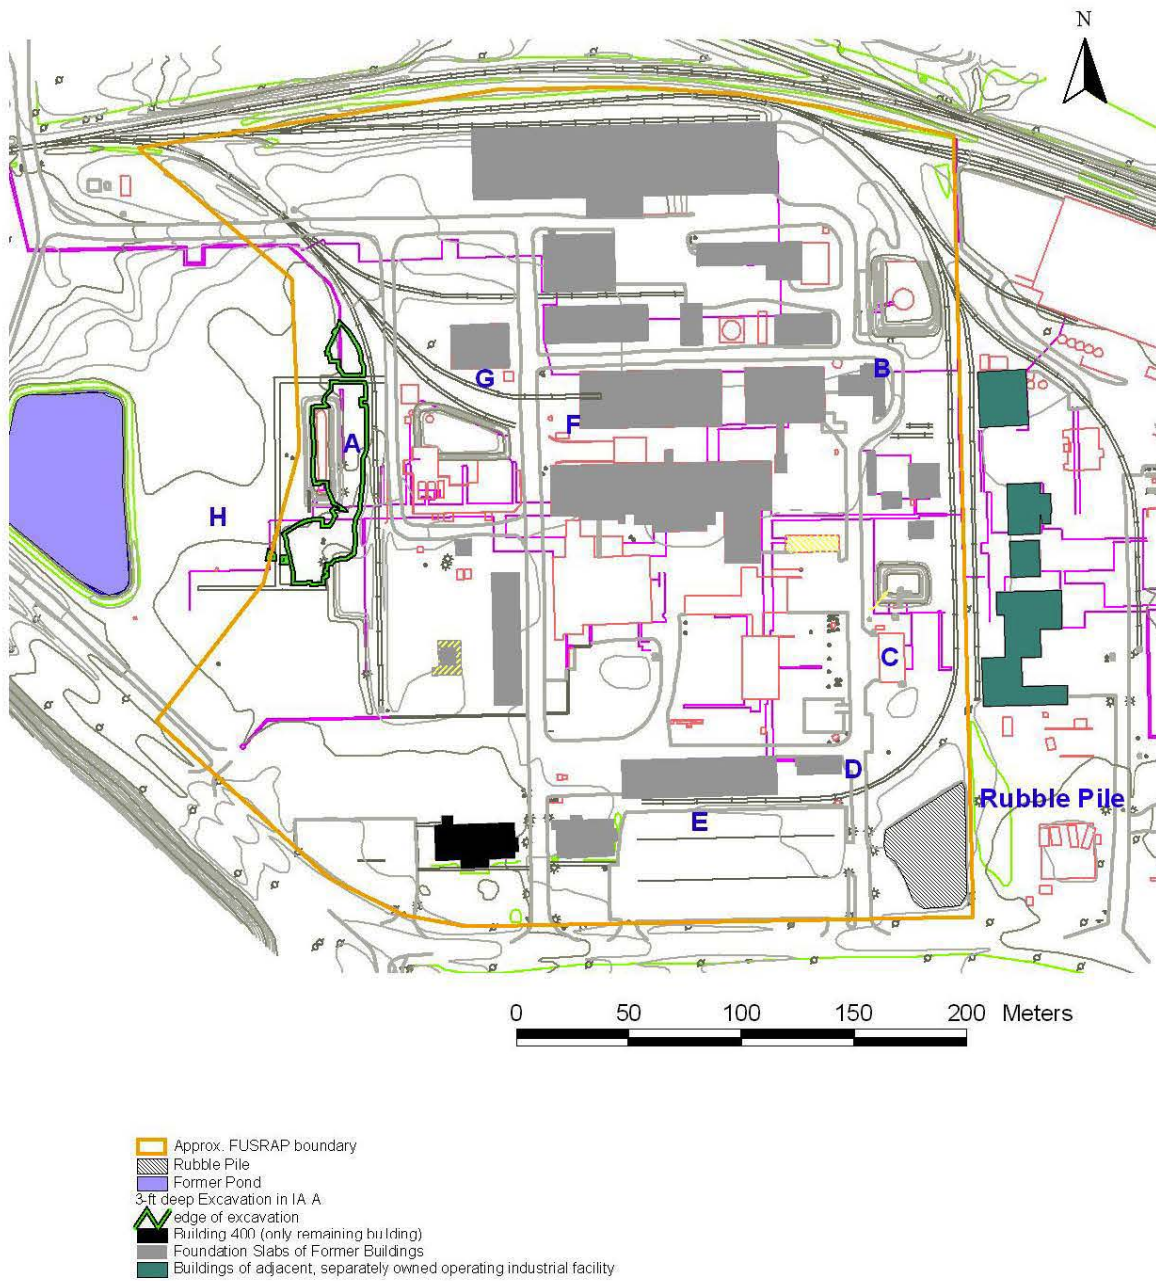 N
B
G
F
A
H
C
D
Rubble Pile
E
0 50 100 150 200 Meters
Approx. FUSRAP boundary
Rubble Pile
Former Pond
3-ft deep Excavation in IA A
edge of excavation
Building 400 (only remaining building)
Foundation Slabs of Former Buildings
Buildings of adjacent, separately owned operating industrial facility